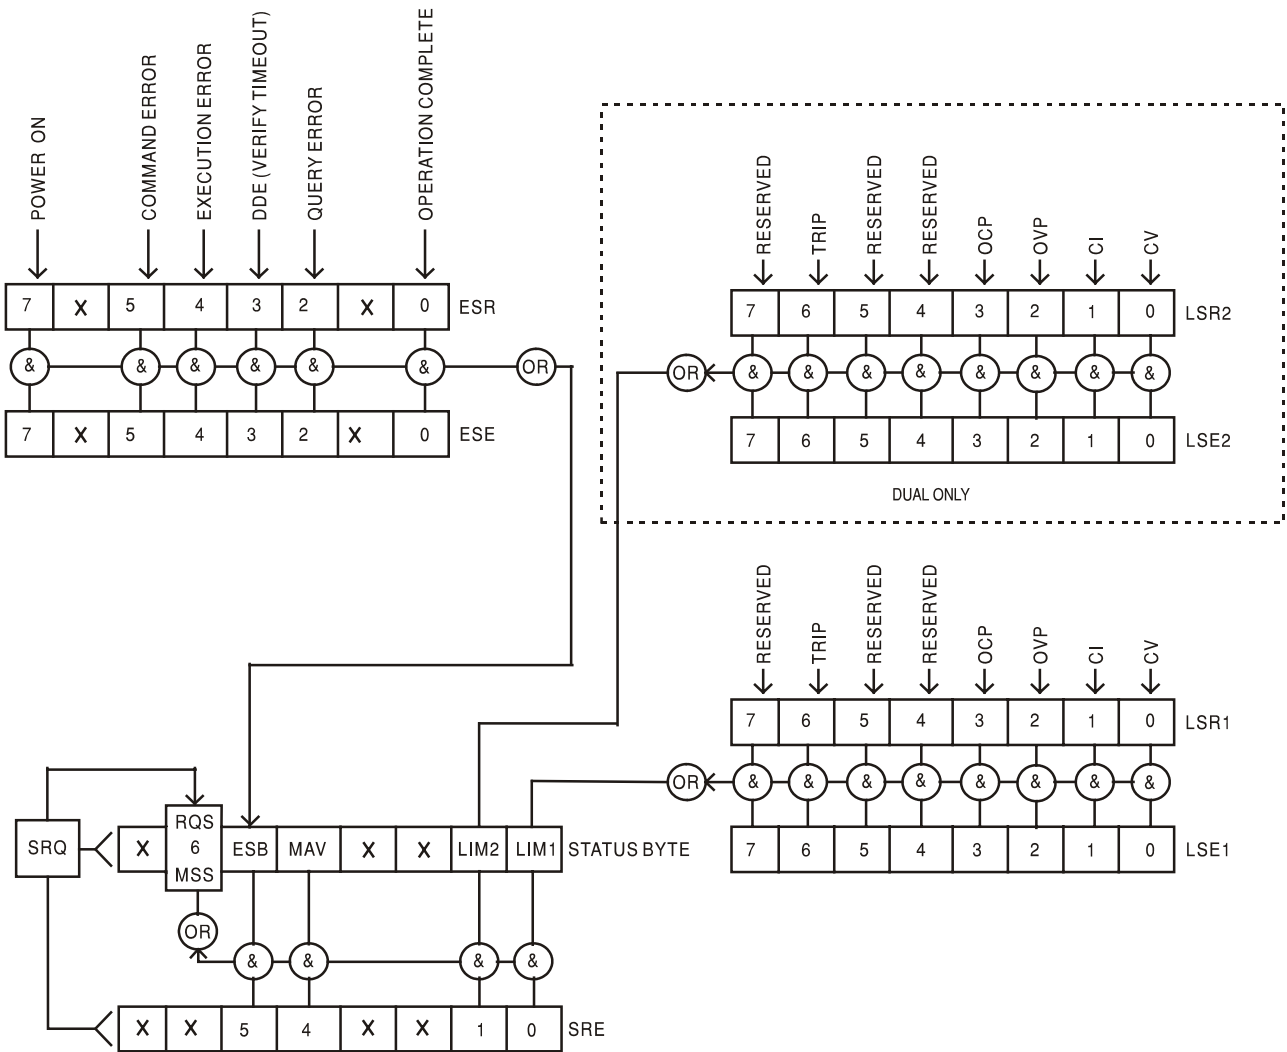 POWER ON
COMMAND ERROR
EXECUTION ERROR
DDE (VERIFY TIMEOUT)
QUERY ERROR
OPERATION COMPLETE
7 X 5 4 3 2 X 0 ESR
& & & & & & OR
7 X 5 4 3 2 X 0 ESE
RESERVED
TRIP
RESERVED
RESERVED
OCP
OVP
CI
CV
7 6 5 4 3 2 1 0 LSR2
OR & & & & & & & &
7 6 5 4 3 2 1 0 LSE2
DUAL ONLY
RESERVED
TRIP
RESERVED
RESERVED
OCP
OVP
CI
CV
7 6 5 4 3 2 1 0 LSR1
OR & & & & & & & &
7 6 5 4 3 2 1 0 LSE1
SRQ
X
RQS
6
MSS
ESB MAV X X LIM2 LIM1 STATUS BYTE
OR
& & & &
X X 5 4 X X 1 0 SRE